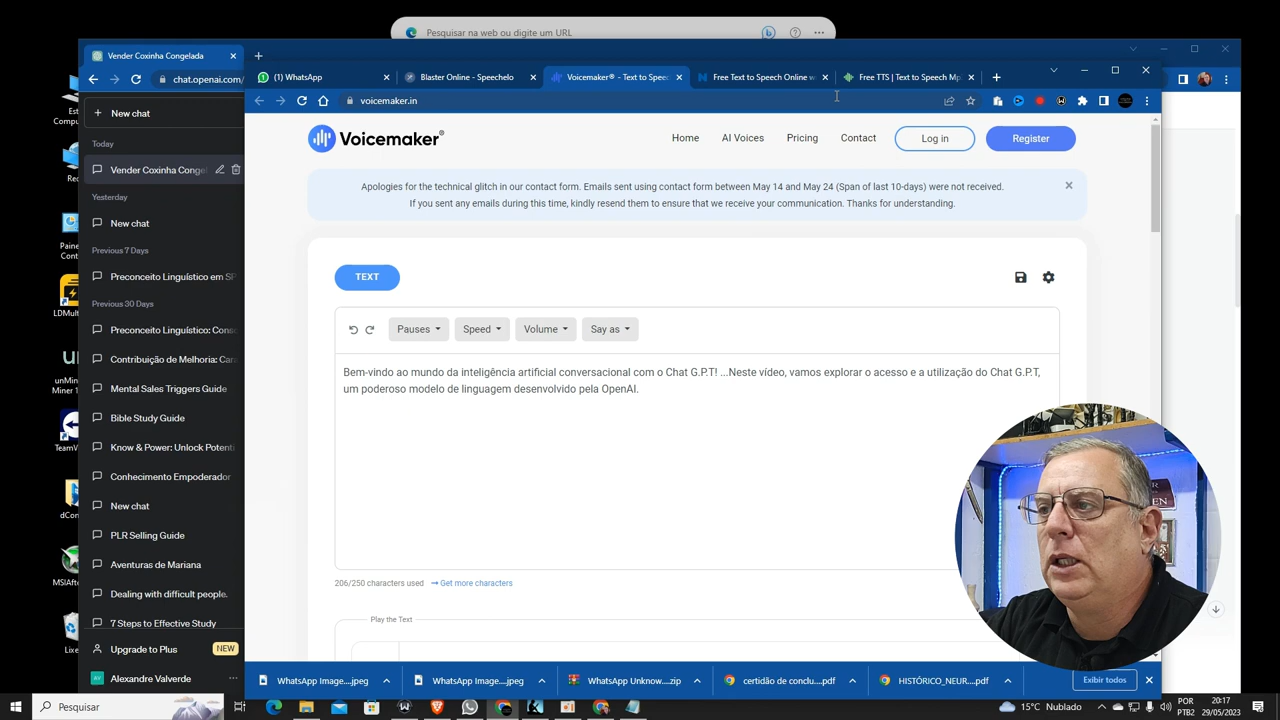 Pesquisar na web ou digite um URL
Vender Coxinha Congelada
chat.openai.com/
New chat
Today
Vender Coxinha Congel
Yesterday
New chat
Previous 7 Days
Preconceito Linguístico em SP
Previous 30 Days
Preconceito Linguístico: Consc
Contribuição de Melhoria: Cara
Mental Sales Triggers Guide
Bible Study Guide
Know & Power: Unlock Potenti
Conhecimento Empoderador
New chat
PLR Selling Guide
Aventuras de Mariana
Dealing with difficult people.
7 Steps to Effective Study
Upgrade to Plus
NEW
AV
Alexandre Valverde
(1) WhatsApp
Blaster Online - Speechelo
Voicemaker® - Text to Speec
Free Text to Speech Online w
Free TTS | Text to Speech Mp
voicemaker.in
Voicemaker®
Home
AI Voices
Pricing
Contact
Log in
Register
Apologies for the technical glitch in our contact form. Emails sent using contact form between May 14 and May 24 (Span of last 10-days) were not received.
If you sent any emails during this time, kindly resend them to ensure that we receive your communication. Thanks for understanding.
TEXT
Pauses
Speed
Volume
Say as
Bem-vindo ao mundo da inteligência artificial conversacional com o Chat G.P.T! ...Neste vídeo, vamos explorar o acesso e a utilização do Chat G.P.T,
um poderoso modelo de linguagem desenvolvido pela OpenAI.
206/250 characters used
Get more characters
Play the Text
WhatsApp Image....jpeg
WhatsApp Image....jpeg
WhatsApp Unknow....zip
certidão de conclu....pdf
HISTÓRICO_NEUR....pdf
Exibir todos
Pesquisar
15°C Nublado
POR
PTB2
20:17
29/05/2023